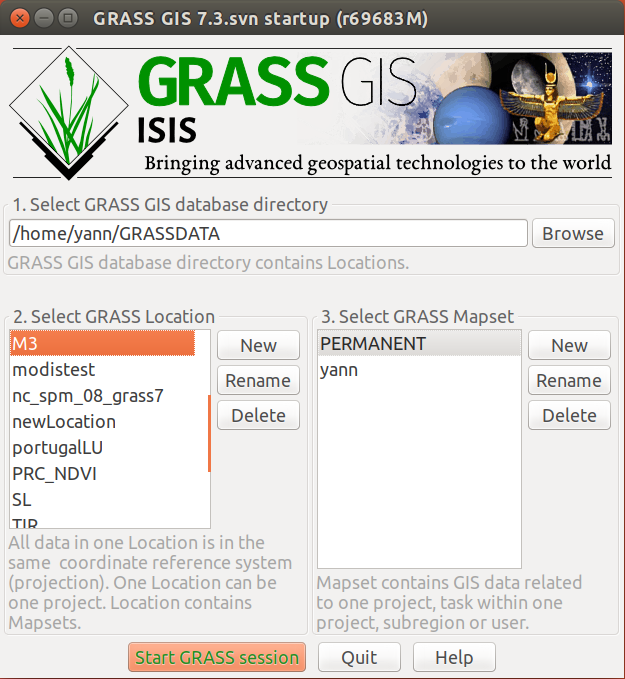 GRASS GIS 7.3.svn startup (r69683M)
GRASS GIS
ISIS
Bringing advanced geospatial technologies to the world
1. Select GRASS GIS database directory
/home/yann/GRASSDATA
Browse
GRASS GIS database directory contains Locations.
2. Select GRASS Location
M3
modistest
nc_spm_08_grass7
newLocation
portugalLU
PRC_NDVI
SL
TIR
New
Rename
Delete
All data in one Location is in the
same  coordinate reference system
(projection). One Location can be
one project. Location contains
Mapsets.
3. Select GRASS Mapset
PERMANENT
yann
New
Rename
Delete
Mapset contains GIS data related
to one project, task within one
project, subregion or user.
Start GRASS session
Quit
Help